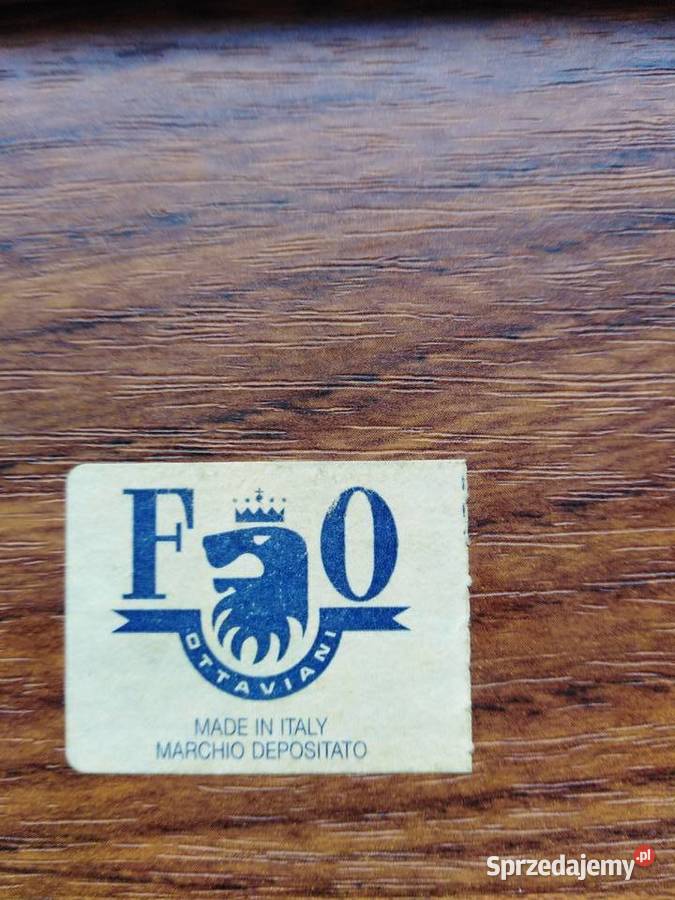 F O
OTTAVIANI
MADE IN ITALY
MARCHIO DEPOSITATO
Sprzedajemy.pl